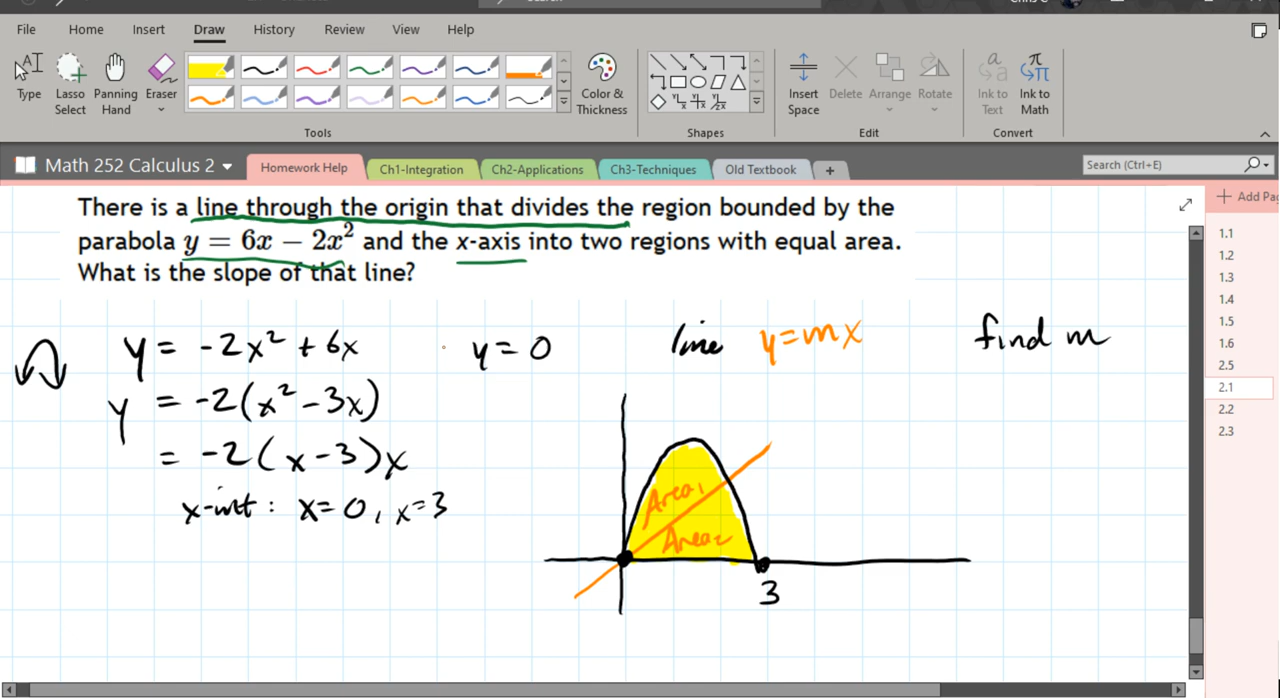 File Home Insert Draw History Review View Help
Type Lasso Select Panning Hand Eraser Color & Thickness Insert Space Delete Arrange Rotate Ink to Text Ink to Math
Tools Shapes Edit Convert
Math 252 Calculus 2 Homework Help Ch1-Integration Ch2-Applications Ch3-Techniques Old Textbook + Search (Ctrl+E)
+ Add Pag
1.1
1.2
1.3
1.4
1.5
1.6
2.5
2.1
2.2
2.3
There is a line through the origin that divides the region bounded by the
parabola y = 6x − 2x² and the x-axis into two regions with equal area.
What is the slope of that line?
y = -2x² + 6x y = 0 line y = mx find m
y = -2(x² - 3x)
= -2(x-3)x
x-int: x=0, x=3
Area1
Area2
3